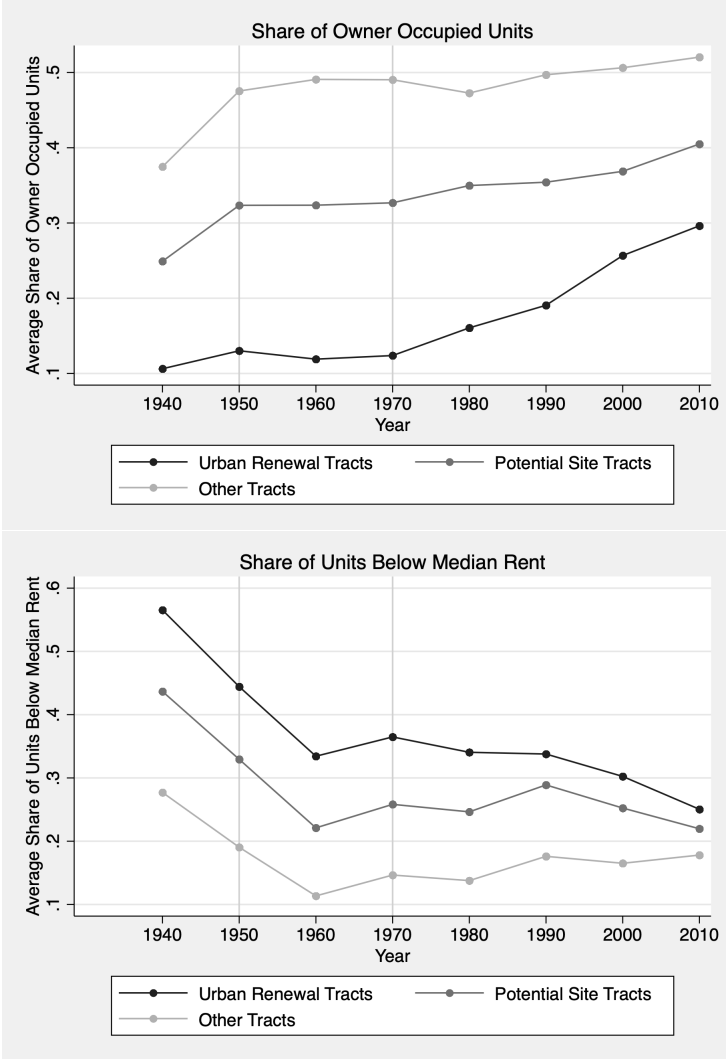 Share of Owner Occupied Units
Average Share of Owner Occupied Units
.5
.4
.3
.2
.1
1940 1950 1960 1970 1980 1990 2000 2010
Year
Urban Renewal Tracts Potential Site Tracts
Other Tracts
Share of Units Below Median Rent
Average Share of Units Below Median Rent
.6
.5
.4
.3
.2
.1
1940 1950 1960 1970 1980 1990 2000 2010
Year
Urban Renewal Tracts Potential Site Tracts
Other Tracts